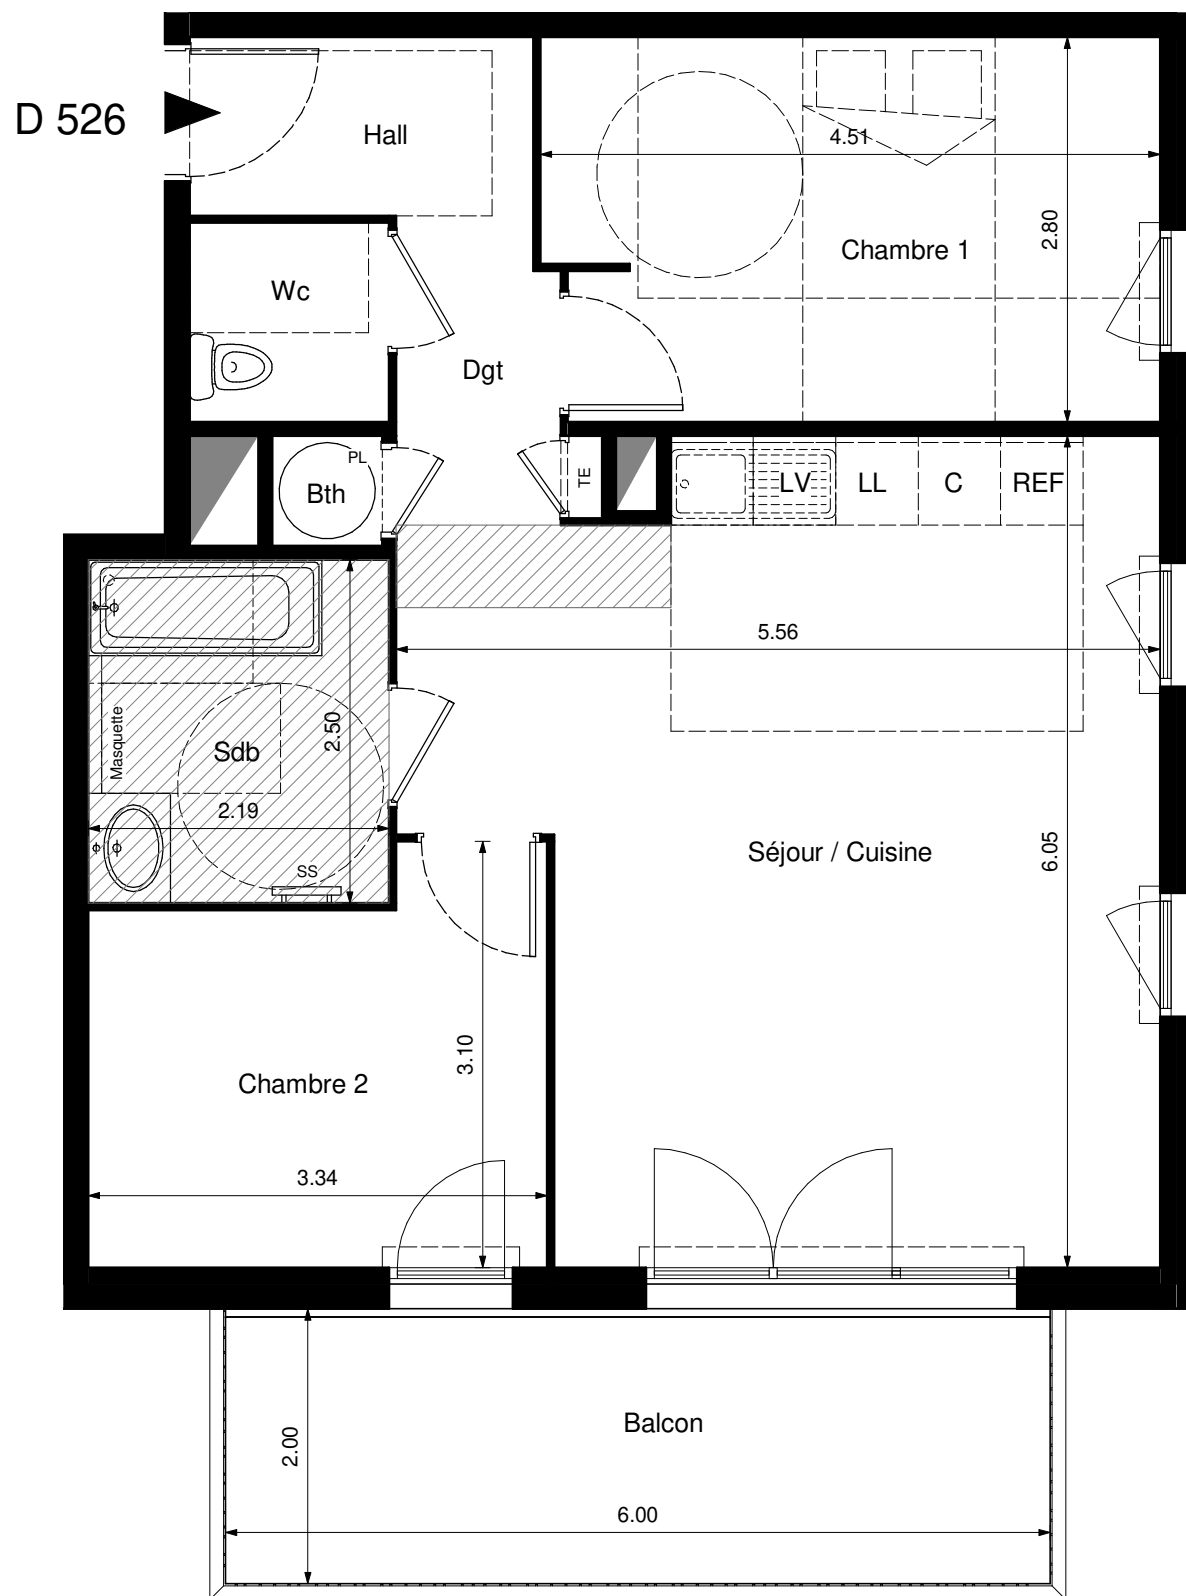 D 526
Hall
4.51
2.80
Chambre 1
Wc
Dgt
PL
Bth
TE
LV
LL
C
REF
5.56
Masquette
Sdb
2.50
2.19
SS
Séjour / Cuisine
6.05
3.10
Chambre 2
3.34
Balcon
2.00
6.00